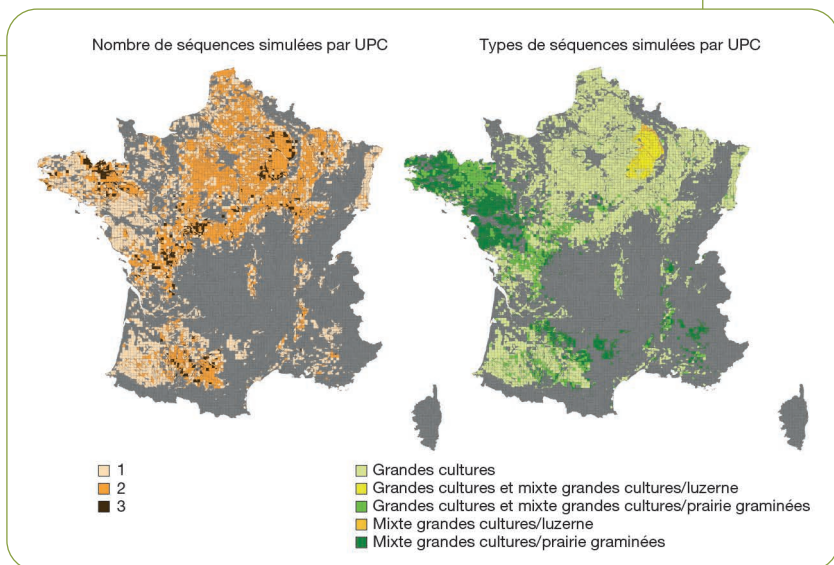 Nombre de séquences simulées par UPC
Types de séquences simulées par UPC
1
2
3
Grandes cultures
Grandes cultures et mixte grandes cultures/luzerne
Grandes cultures et mixte grandes cultures/prairie graminées
Mixte grandes cultures/luzerne
Mixte grandes cultures/prairie graminées